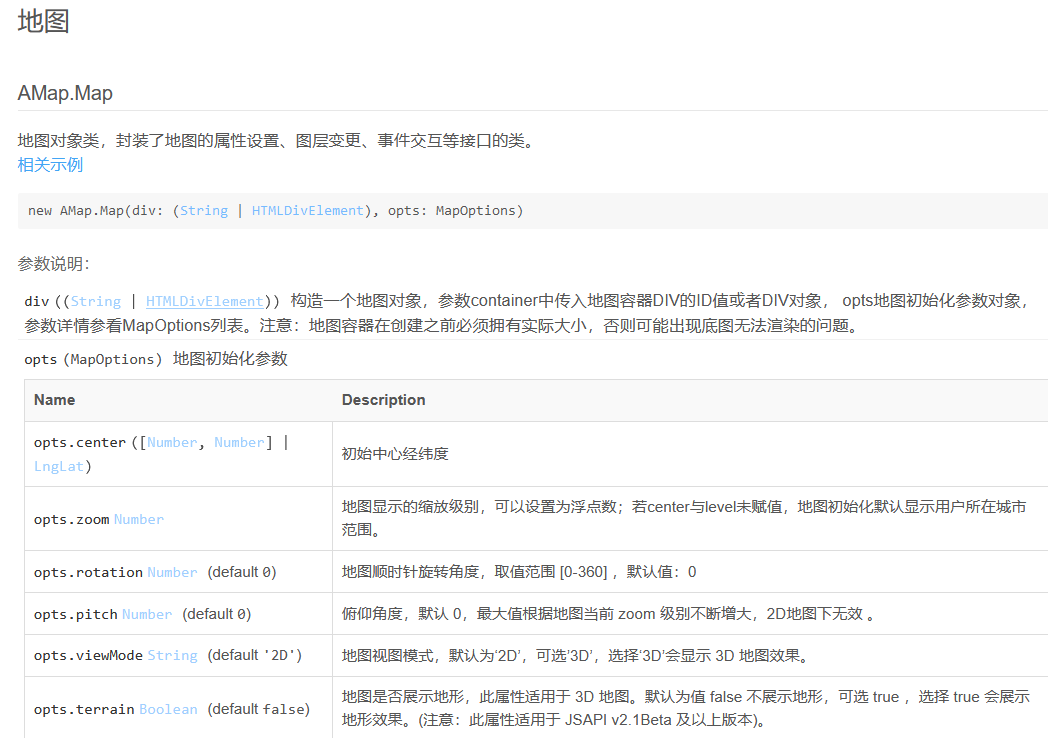 地图
AMap.Map
地图对象类，封装了地图的属性设置、图层变更、事件交互等接口的类。
相关示例
new AMap.Map(div: (String | HTMLDivElement), opts: MapOptions)
参数说明：
div ((String | HTMLDivElement)) 构造一个地图对象，参数container中传入地图容器DIV的ID值或者DIV对象， opts地图初始化参数对象，
参数详情参看MapOptions列表。注意：地图容器在创建之前必须拥有实际大小，否则可能出现底图无法渲染的问题。
opts (MapOptions) 地图初始化参数
Name Description
opts.center ([Number, Number] |
LngLat)
初始中心经纬度
opts.zoom Number
地图显示的缩放级别，可以设置为浮点数；若center与level未赋值，地图初始化默认显示用户所在城市
范围。
opts.rotation Number (default 0) 地图顺时针旋转角度，取值范围 [0-360] ，默认值：0
opts.pitch Number (default 0) 俯仰角度，默认 0，最大值根据地图当前 zoom 级别不断增大，2D地图下无效 。
opts.viewMode String (default '2D') 地图视图模式，默认为‘2D’，可选’3D’，选择‘3D’会显示 3D 地图效果。
opts.terrain Boolean (default false)
地图是否展示地形，此属性适用于 3D 地图。默认为值 false 不展示地形，可选 true ，选择 true 会展示
地形效果。(注意：此属性适用于 JSAPI v2.1Beta 及以上版本)。